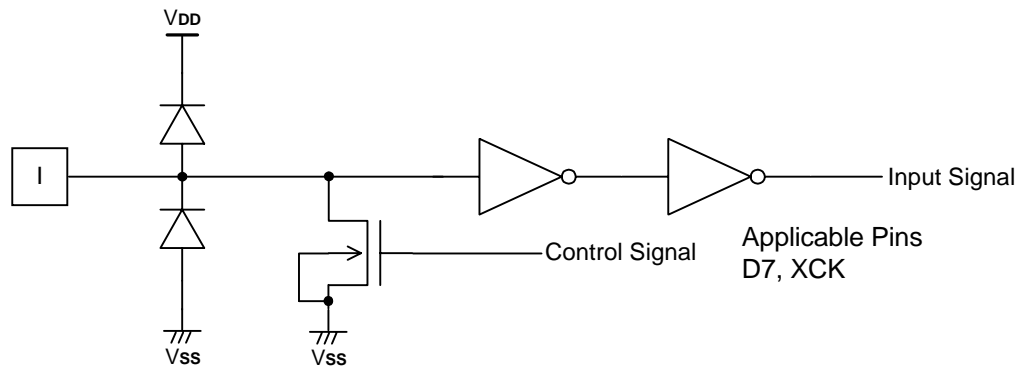 VDD
I
Input Signal
Control Signal
Applicable Pins
D7, XCK
VSS
VSS